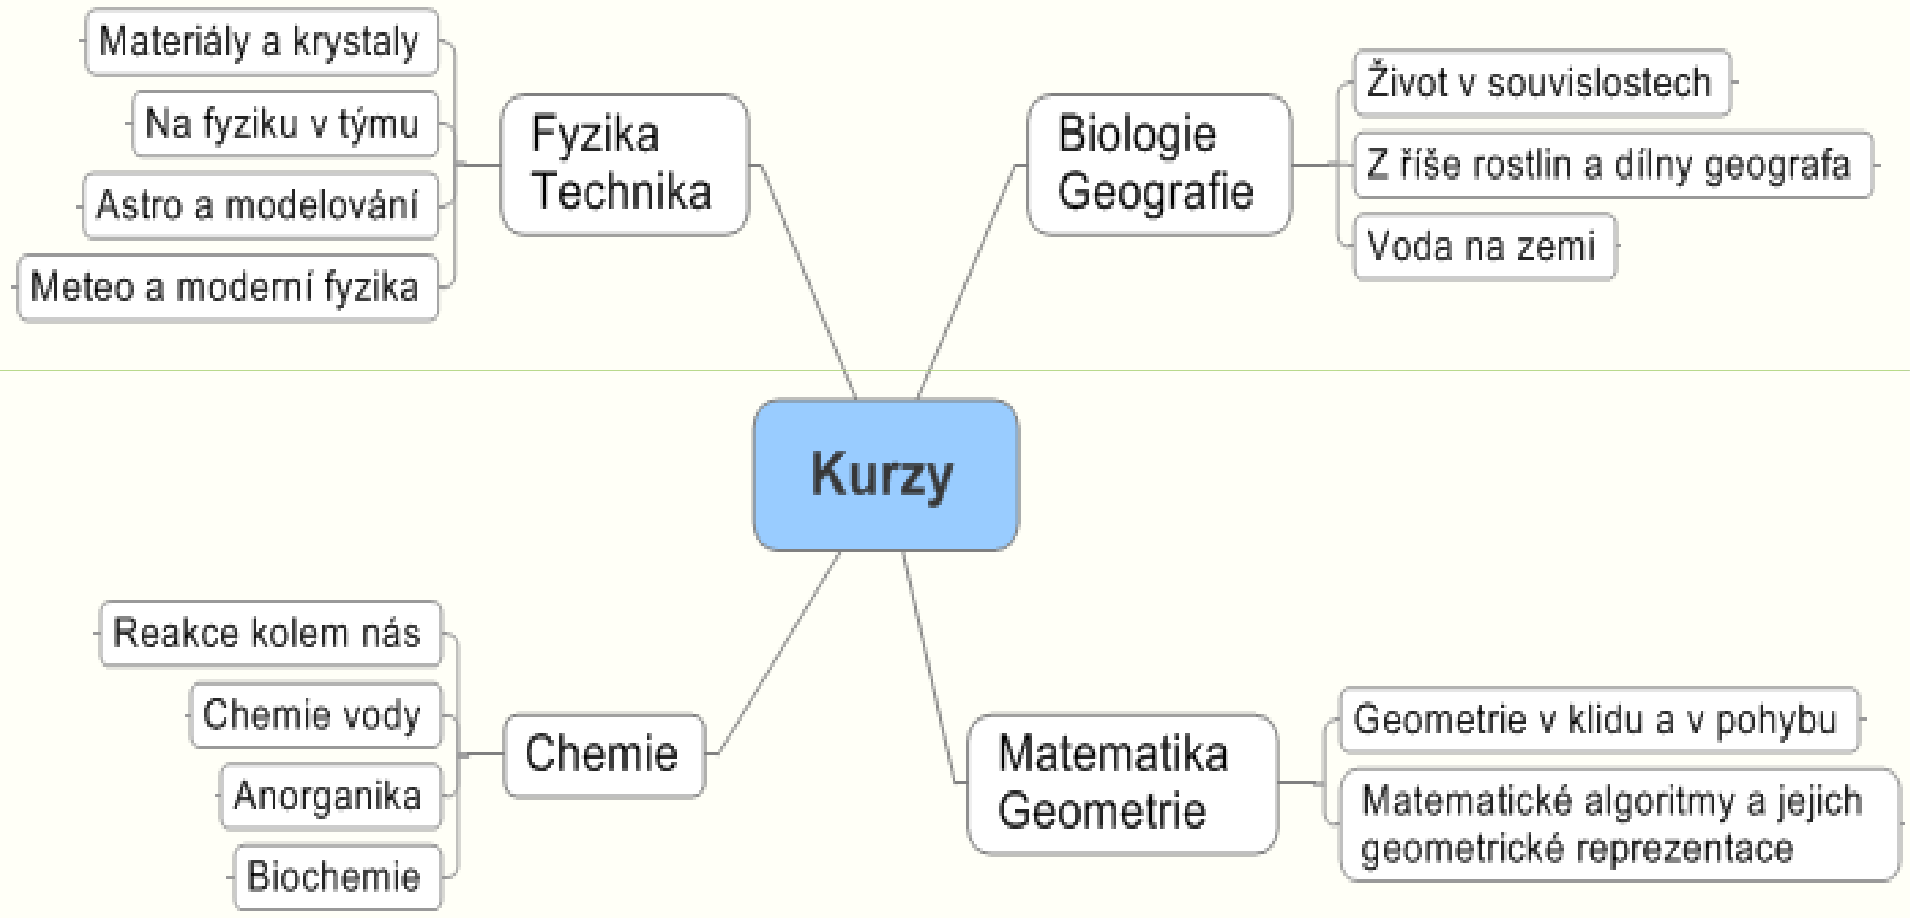 Materiály a krystaly
Na fyziku v týmu
Astro a modelování
Meteo a moderní fyzika
Fyzika
Technika
Biologie
Geografie
Život v souvislostech
Z říše rostlin a dílny geografa
Voda na zemi
Kurzy
Reakce kolem nás
Chemie vody
Anorganika
Biochemie
Chemie
Matematika
Geometrie
Geometrie v klidu a v pohybu
Matematické algoritmy a jejich
geometrické reprezentace